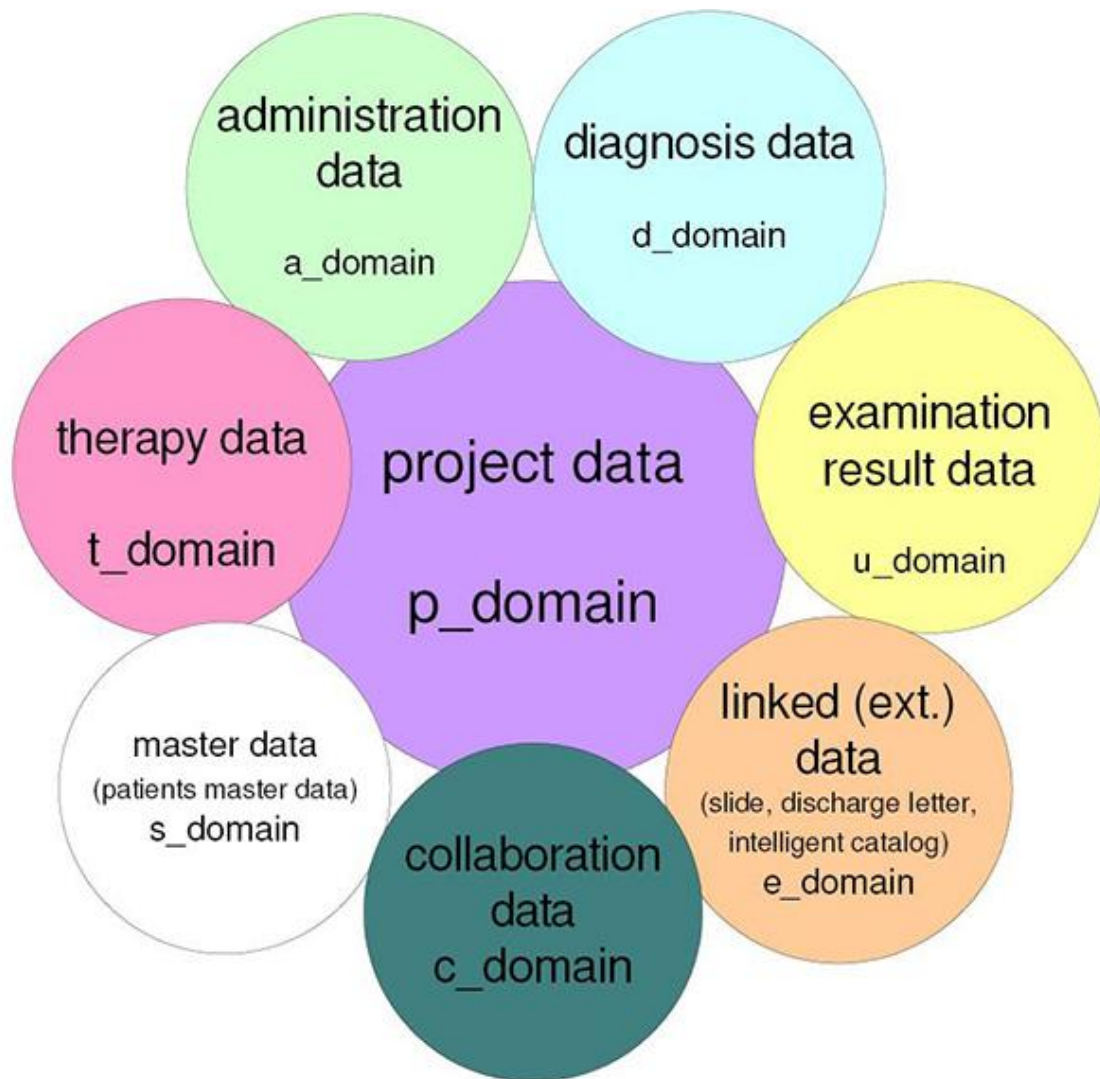 administration
data
a_domain
diagnosis data
d_domain
therapy data
t_domain
project data
p_domain
examination
result data
u_domain
master data
(patients master data)
s_domain
collaboration
data
c_domain
linked (ext.)
data
(slide, discharge letter,
intelligent catalog)
e_domain